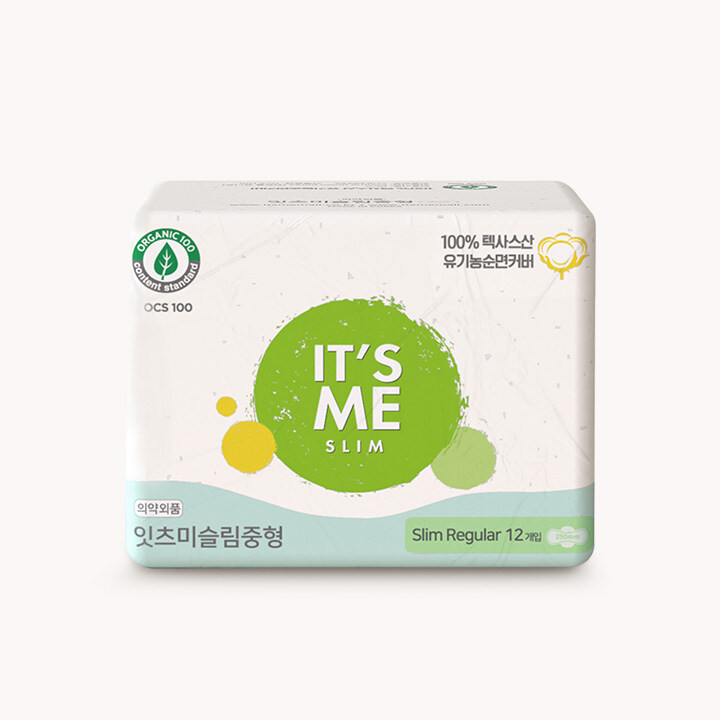 ORGANIC 100
content standard
OCS 100
100% 텍사스산
유기농순면커버
IT'S
ME
SLIM
의약외품
잇츠미슬림중형
Slim Regular 12개입
250mm